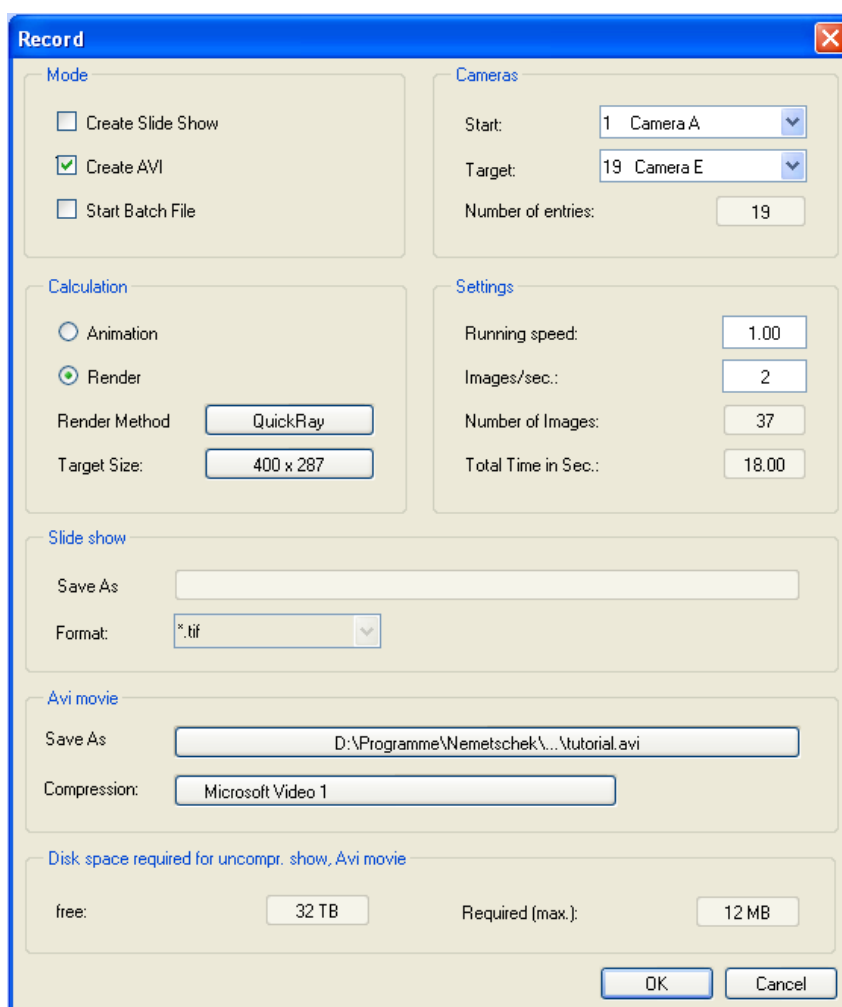 Record
Mode
Create Slide Show
Create AVI
Start Batch File
Cameras
Start: 1 Camera A
Target: 19 Camera E
Number of entries: 19
Calculation
Animation
Render
Render Method QuickRay
Target Size: 400 x 287
Settings
Running speed: 1.00
Images/sec.: 2
Number of Images: 37
Total Time in Sec.: 18.00
Slide show
Save As
Format: *.tif
Avi movie
Save As D:\Programme\Nemetschek\...\tutorial.avi
Compression: Microsoft Video 1
Disk space required for uncompr. show, Avi movie
free: 32 TB Required (max.): 12 MB
OK Cancel